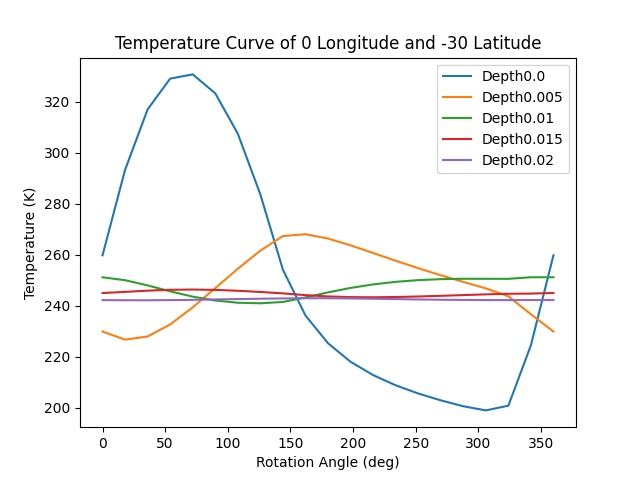 Temperature Curve of 0 Longitude and -30 Latitude
Depth0.0
Depth0.005
Depth0.01
Depth0.015
Depth0.02
Temperature (K)
320
300
280
260
240
220
200
0 50 100 150 200 250 300 350
Rotation Angle (deg)